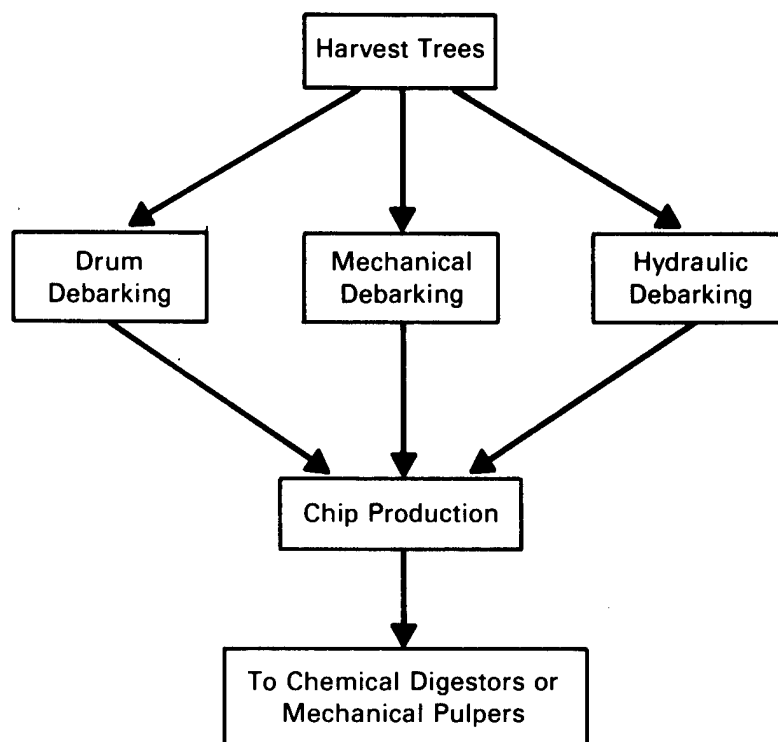 Harvest Trees
Drum
Debarking
Mechanical
Debarking
Hydraulic
Debarking
Chip Production
To Chemical Digestors or
Mechanical Pulpers